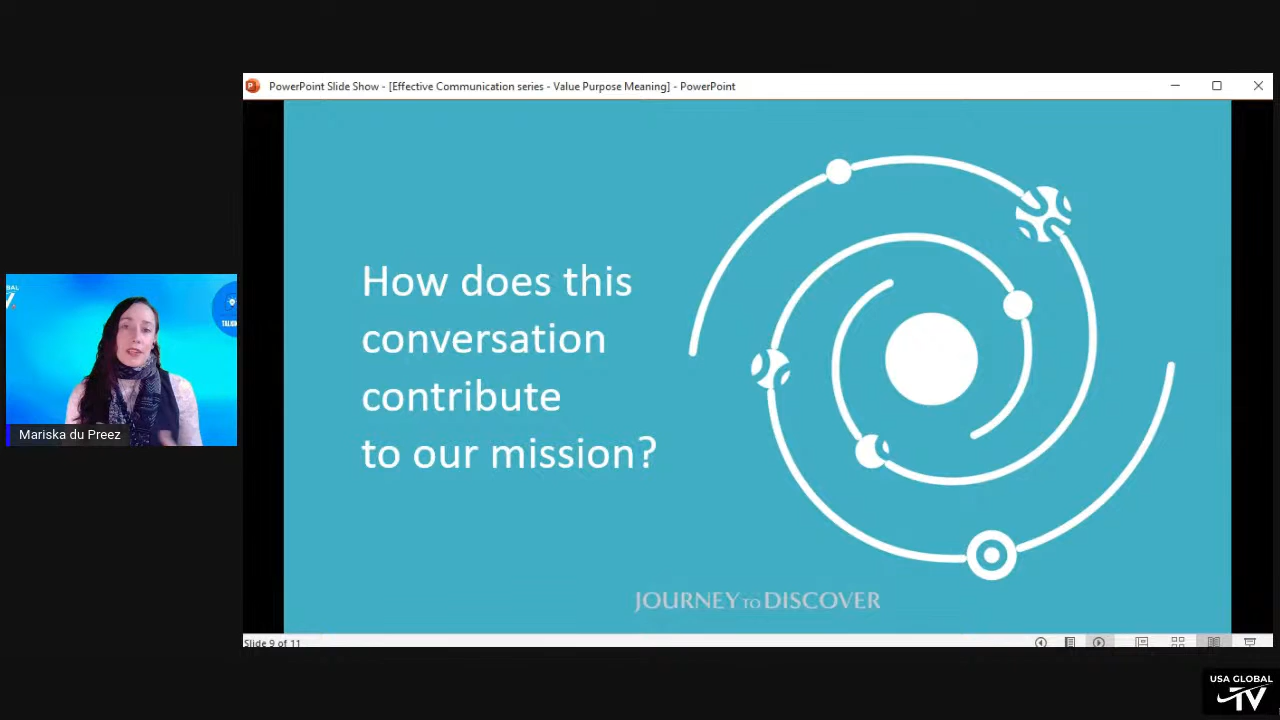 PowerPoint Slide Show - [Effective Communication series - Value Purpose Meaning] - PowerPoint
How does this
conversation
contribute
to our mission?
JOURNEY TO DISCOVER
Slide 9 of 11
Mariska du Preez
USA GLOBAL
TV